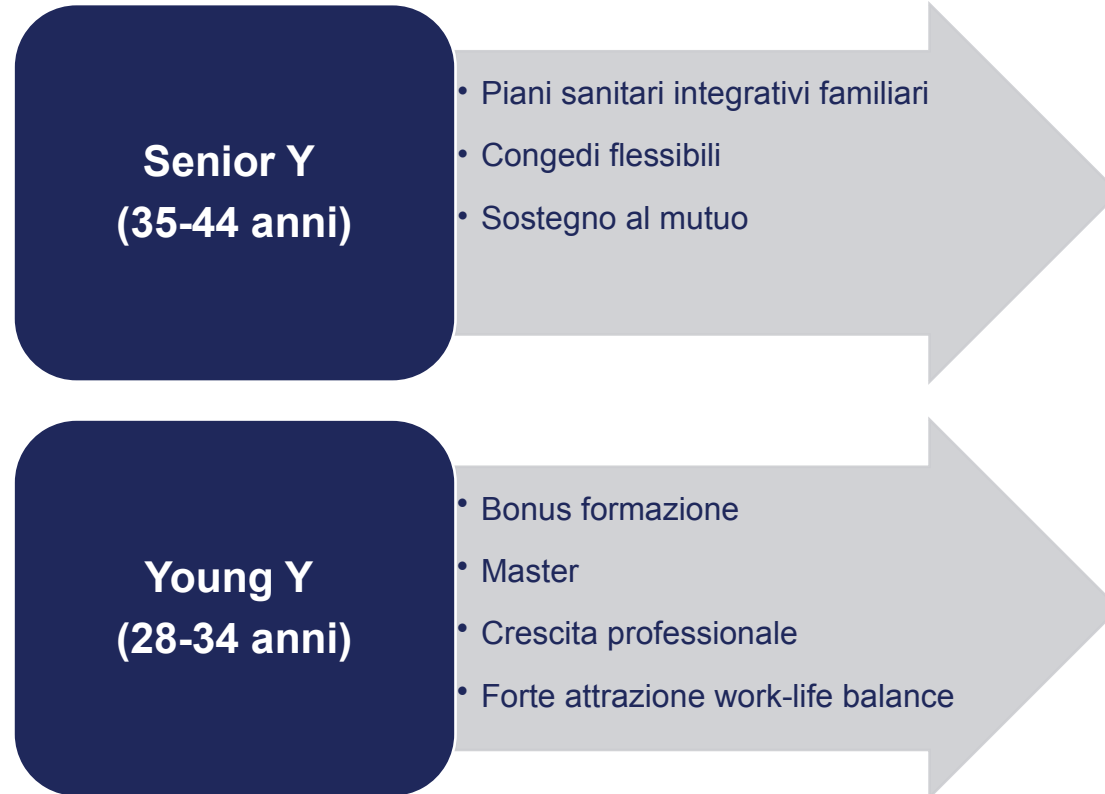 Senior Y
(35-44 anni)
• Piani sanitari integrativi familiari
• Congedi flessibili
• Sostegno al mutuo
Young Y
(28-34 anni)
• Bonus formazione
• Master
• Crescita professionale
• Forte attrazione work-life balance